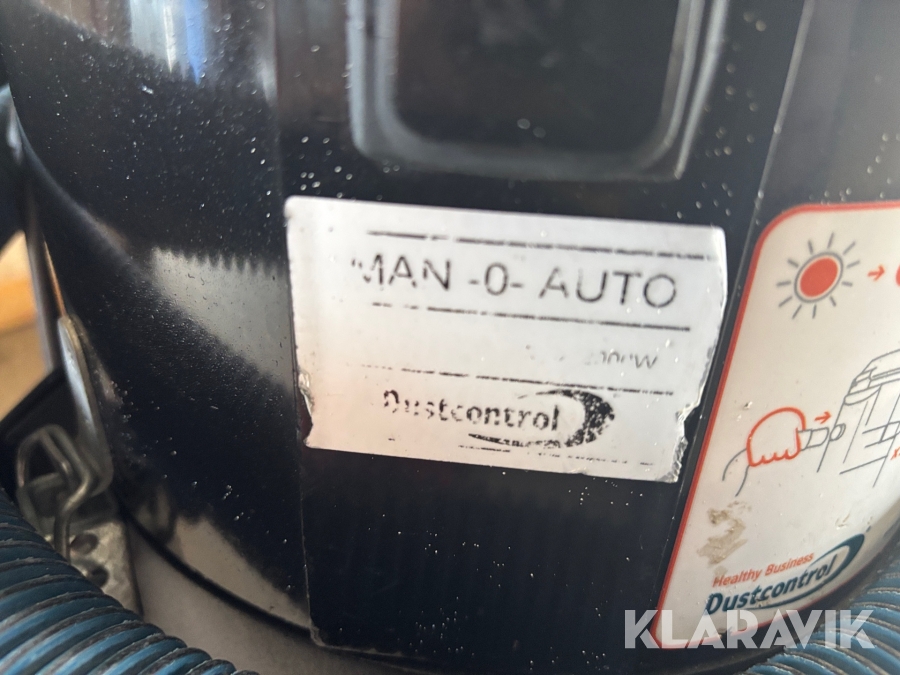 MAN -0- AUTO
Dustcontrol
Healthy Business
Dustcontrol
KLARAVIK